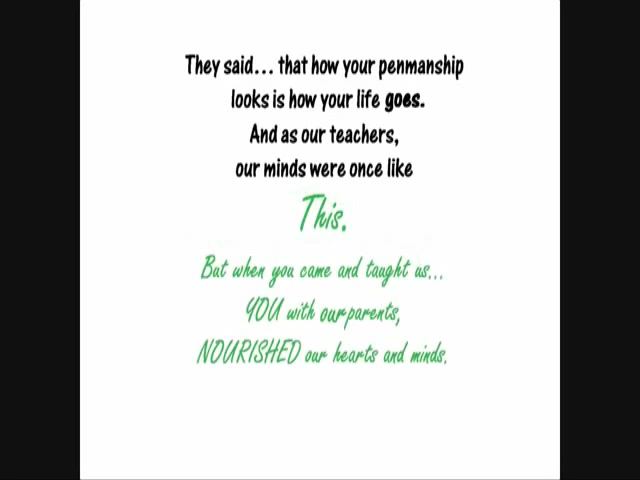 They said... that how your penmanship
looks is how your life goes.
And as our teachers,
our minds were once like
This.
But when you came and taught us...
YOU with our parents,
NOURISHED our hearts and minds.